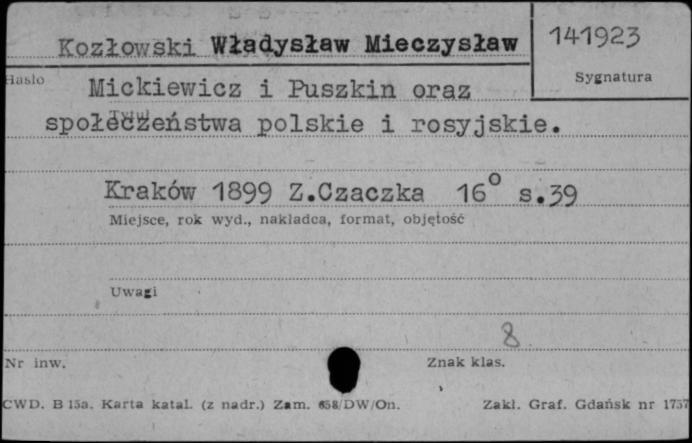 Kozłowski Władysław Mieczysław
141923
Hasło
Sygnatura
Mickiewicz i Puszkin oraz
Tytuł
społeczeństwa polskie i rosyjskie.
Kraków 1899 Z.Czaczka 16° s.39
Miejsce, rok wyd., nakładca, format, objętość
Uwagi
8
Nr inw.
Znak klas.
CWD. B 15a. Karta katal. (z nadr.) Zam. 658/DW/On.
Zakł. Graf. Gdańsk nr 1757